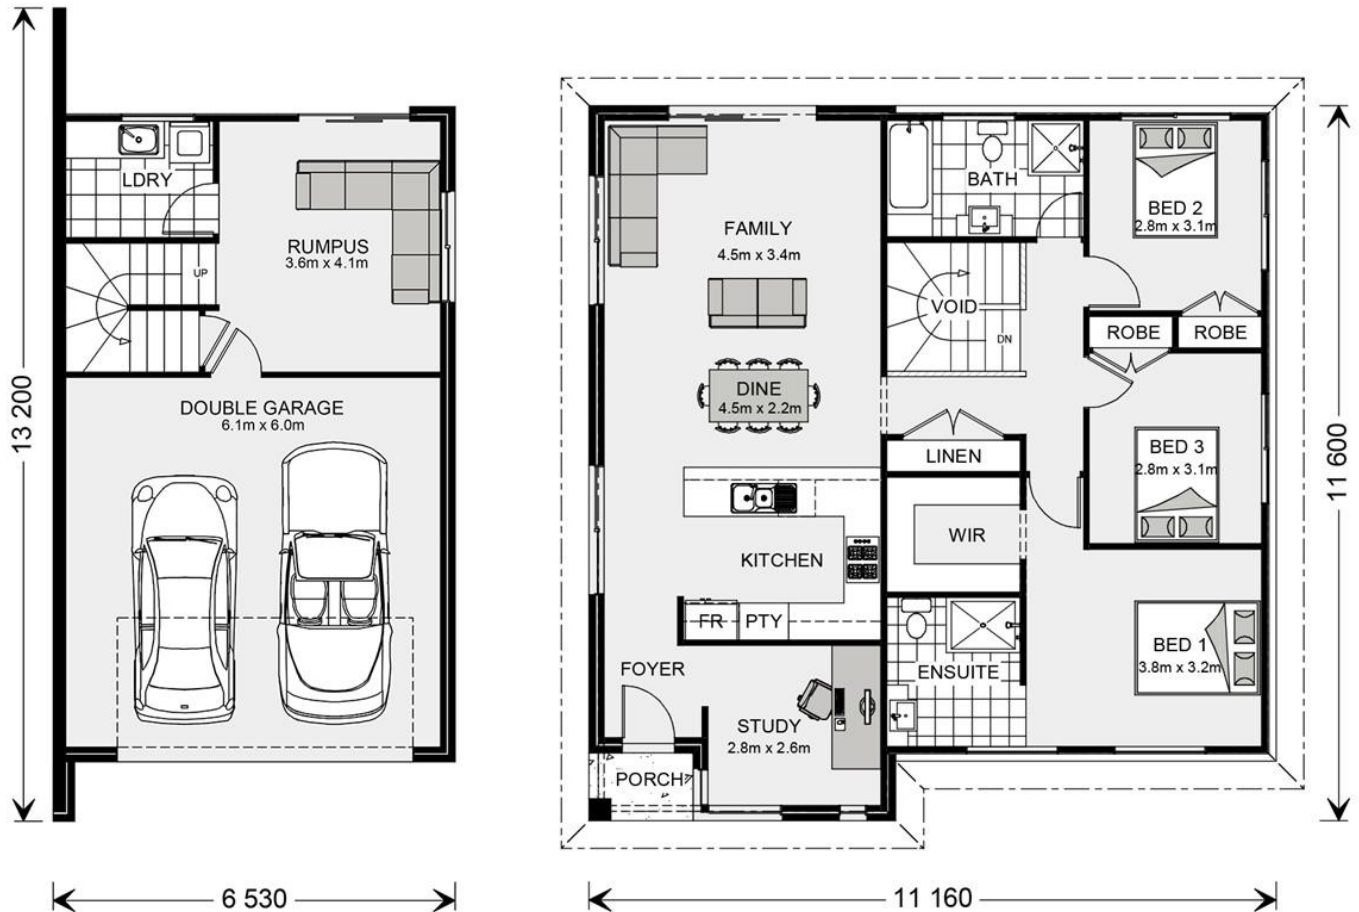 LDRY
UP
RUMPUS
3.6m x 4.1m
DOUBLE GARAGE
6.1m x 6.0m
13 200
6 530
FAMILY
4.5m x 3.4m
BATH
BED 2
2.8m x 3.1m
VOID
DN
ROBE
ROBE
DINE
4.5m x 2.2m
LINEN
BED 3
2.8m x 3.1m
KITCHEN
WIR
FR
PTY
FOYER
ENSUITE
BED 1
3.8m x 3.2m
STUDY
2.8m x 2.6m
PORCH
11 600
11 160